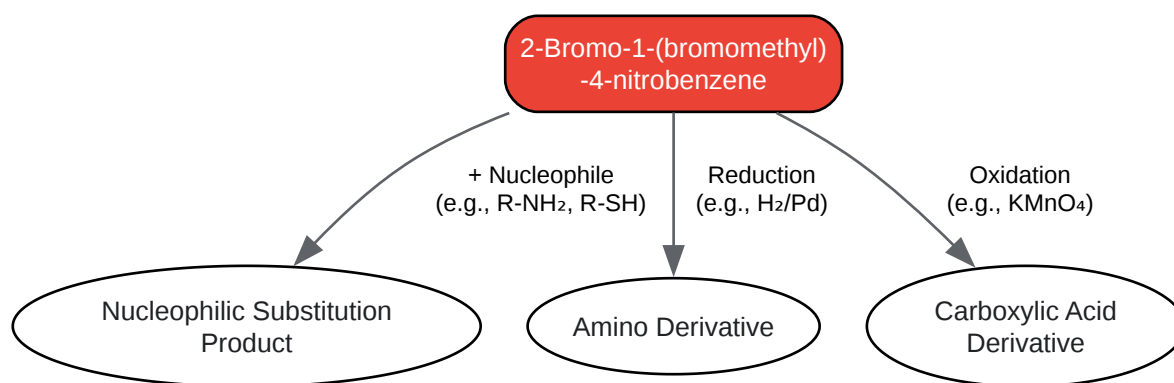 2-Bromo-1-(bromomethyl)
-4-nitrobenzene
+ Nucleophile
(e.g., R-NH₂, R-SH)
Reduction
(e.g., H₂/Pd)
Oxidation
(e.g., KMnO₄)
Nucleophilic Substitution
Product
Amino Derivative
Carboxylic Acid
Derivative